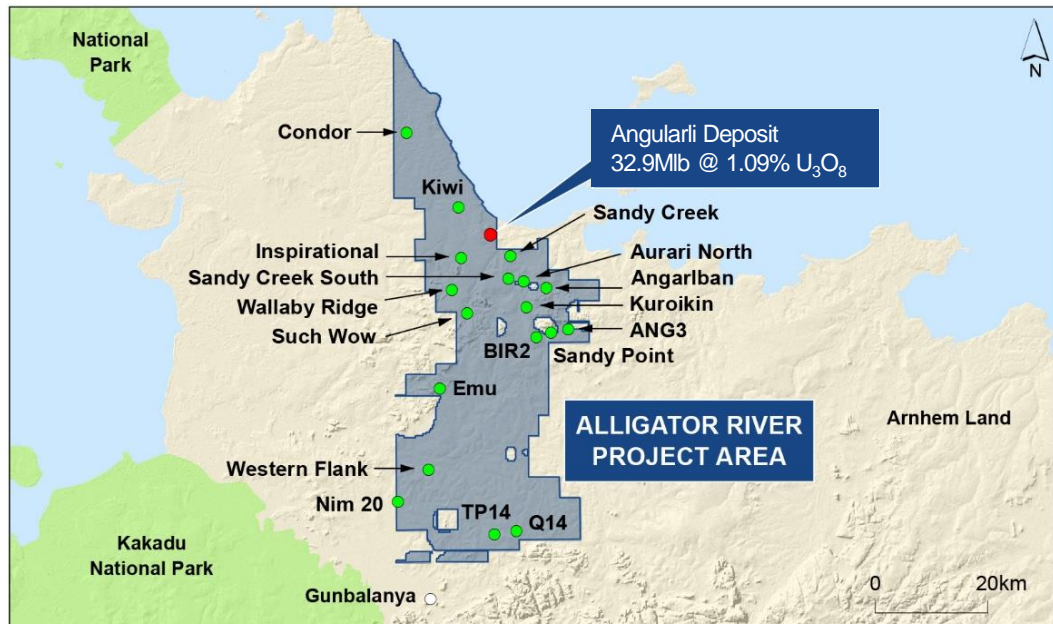 National
Park
N
Condor
Angularli Deposit
32.9Mlb @ 1.09% U₃O₈
Kiwi
Sandy Creek
Inspirational
Aurari North
Sandy Creek South
Angarlban
Wallaby Ridge
Kuroikin
Such Wow
ANG3
BIR2
Sandy Point
Emu
ALLIGATOR RIVER
PROJECT AREA
Arnhem Land
Western Flank
Nim 20
TP14
Q14
Kakadu
National Park
Gunbalanya
0 20km